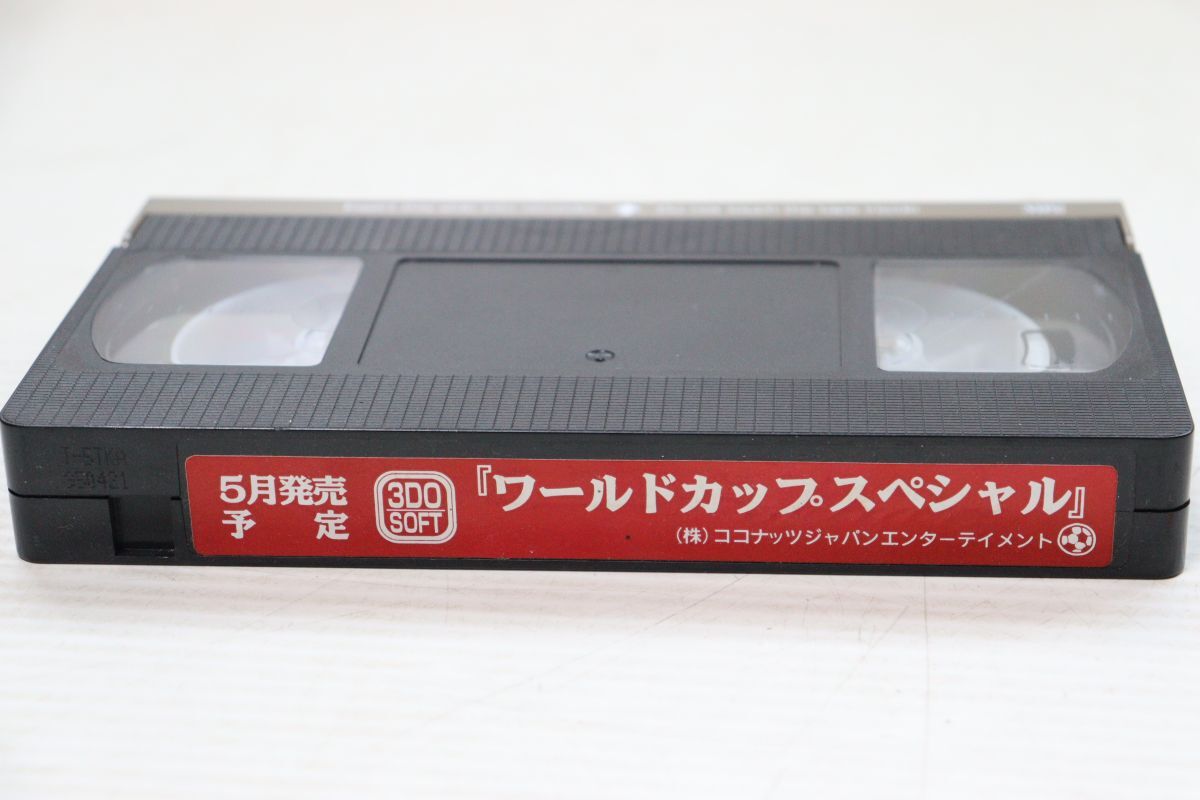 5月発売
予定
3DO
SOFT
『ワールドカップスペシャル』
(株)ココナッツジャパンエンターテイメント